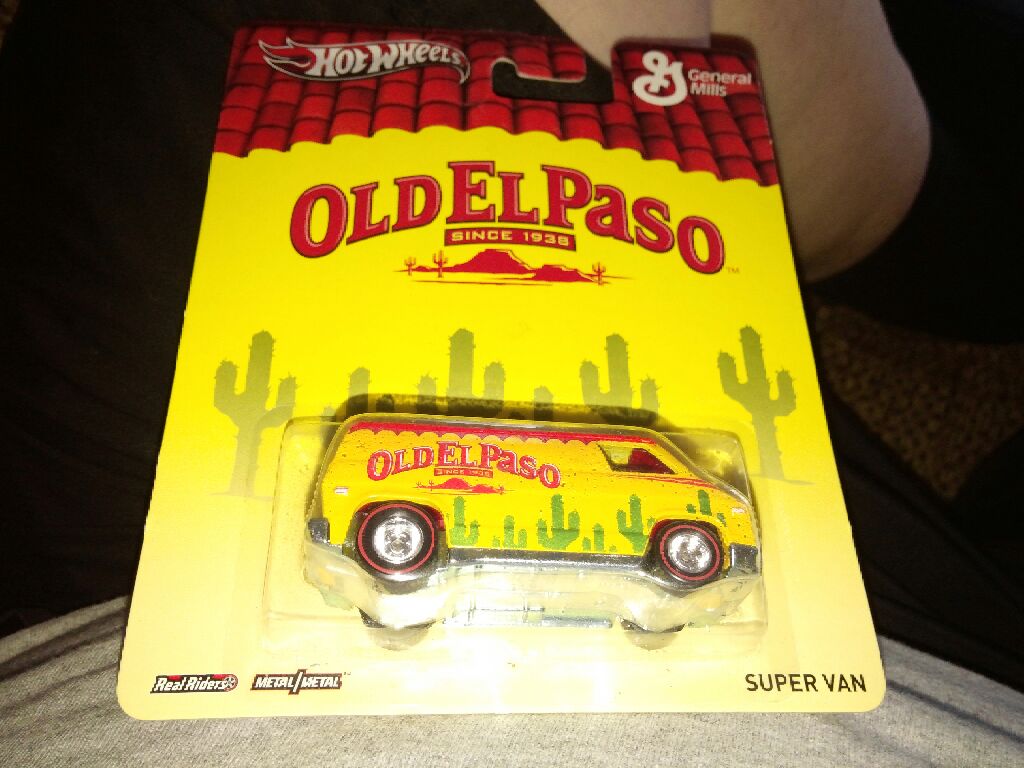 HOT WHEELS
General
Mills
OLD EL PASO
SINCE 1938
TM
OLD EL PASO
SINCE 1938
Real Riders
METAL/METAL
SUPER VAN